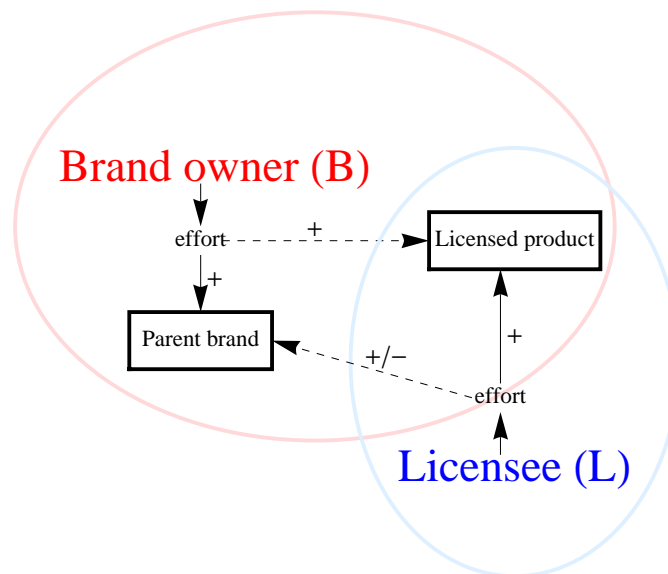 Brand owner (B)
effort
+
Licensed product
+
Parent brand
+/−
+
effort
Licensee (L)